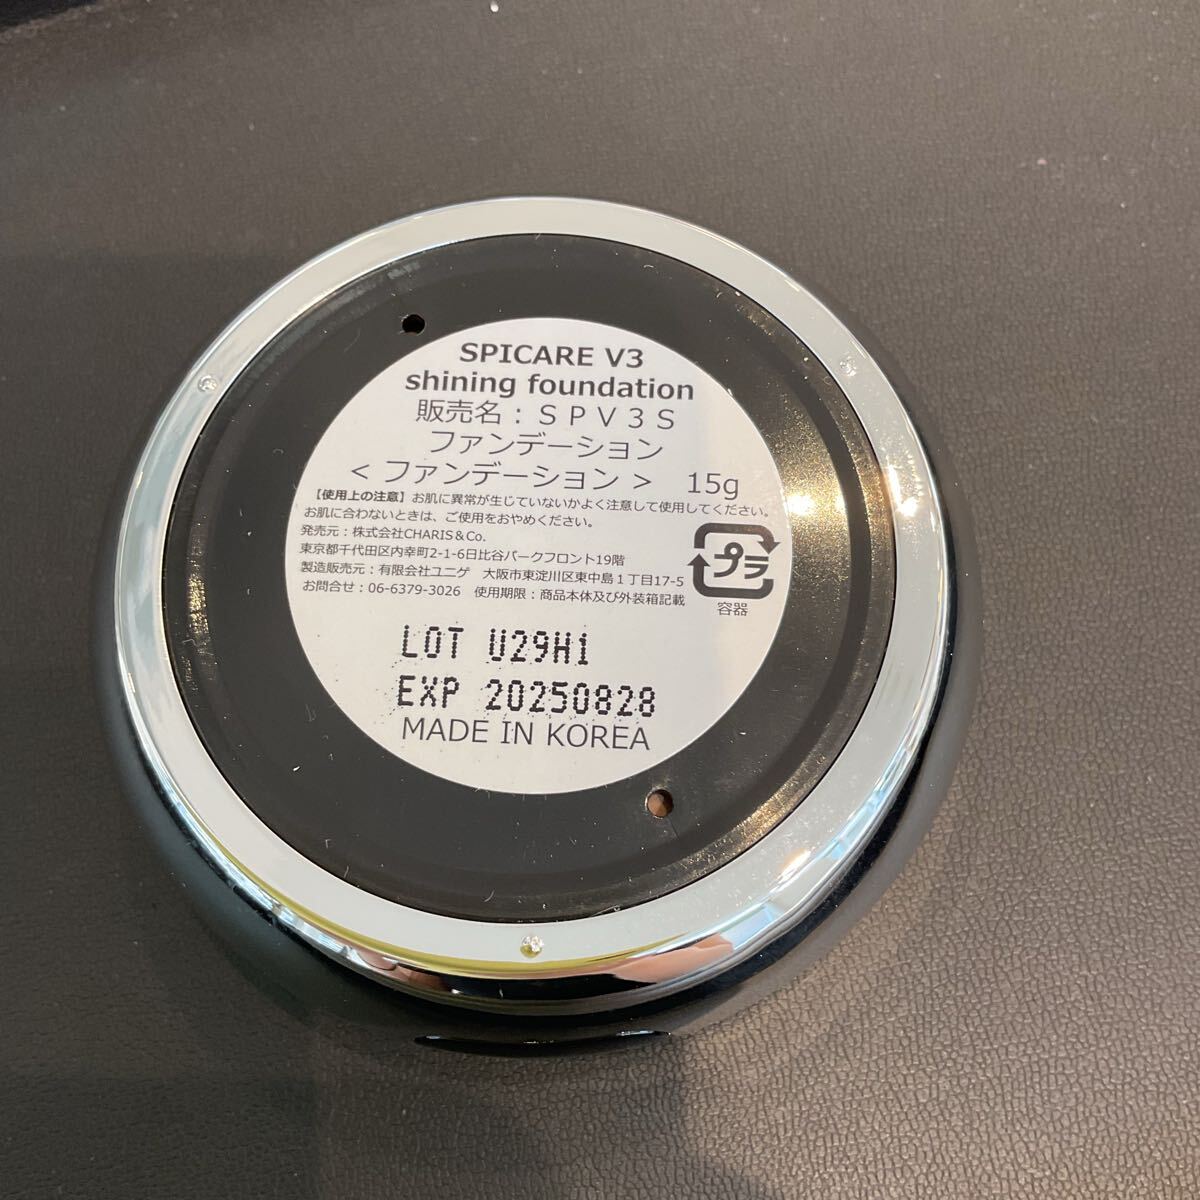 SPICARE V3
shining foundation
販売名：ＳＰＶ３Ｓ
ファンデーション
＜ファンデーション＞　15g
【使用上の注意】お肌に異常が生じていないかよく注意して使用してください。
お肌に合わないときは、ご使用をおやめください。
発売元：株式会社CHARIS＆Co.
東京都千代田区内幸町2-1-6日比谷パークフロント19階
製造販売元：有限会社ユニゲ　大阪市東淀川区東中島１丁目17-5
お問合せ：06-6379-3026　使用期限：商品本体及び外装箱記載
プラ
容器
LOT U29Hi
EXP 20250828
MADE IN KOREA